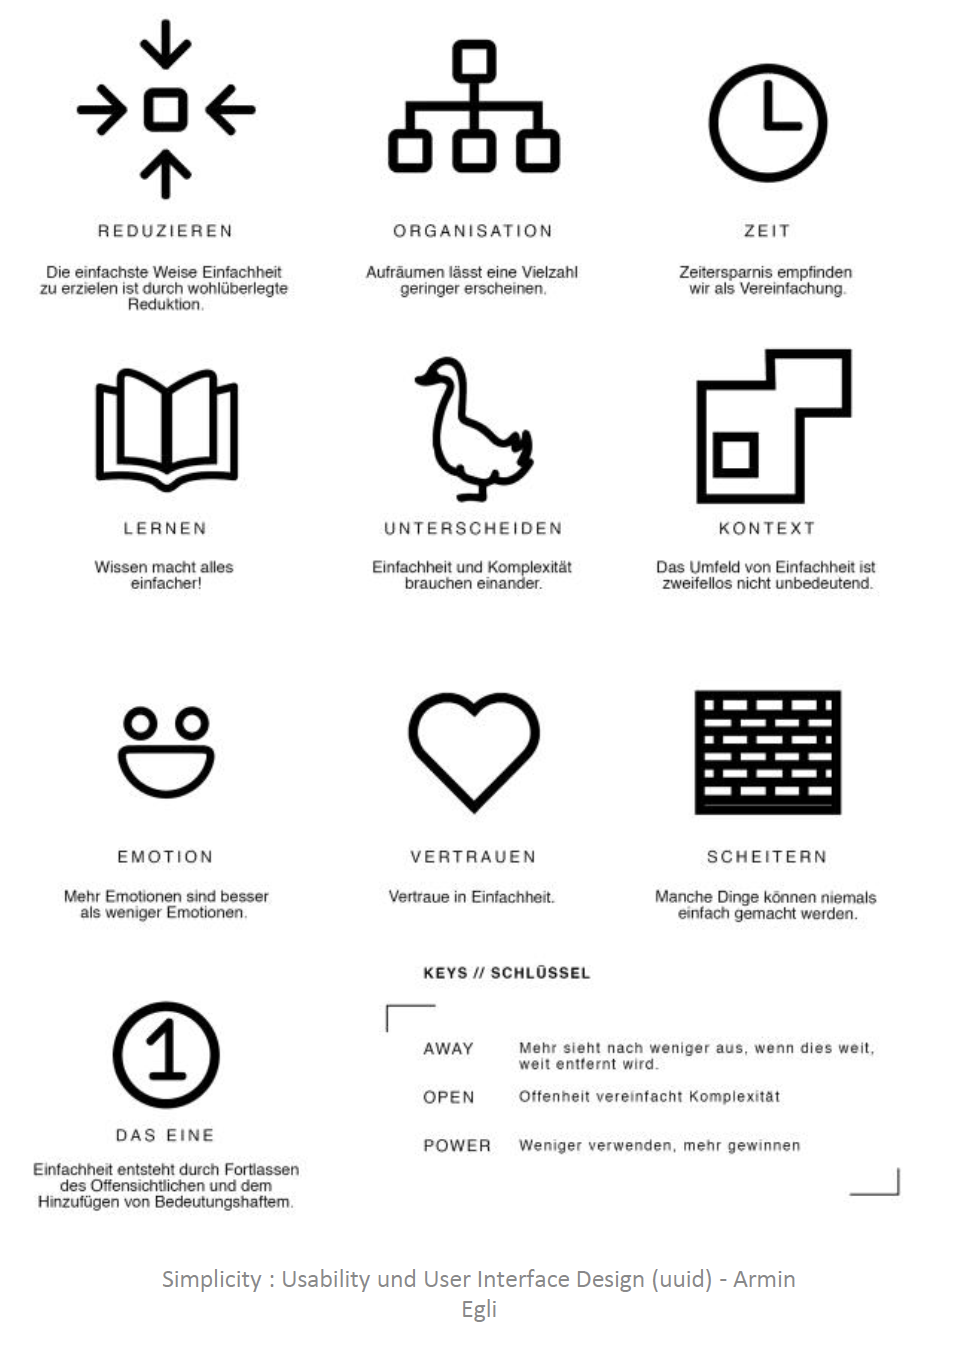 REDUZIEREN
Die einfachste Weise Einfachheit
zu erzielen ist durch wohlüberlegte
Reduktion.
ORGANISATION
Aufräumen lässt eine Vielzahl
geringer erscheinen.
ZEIT
Zeitersparnis empfinden
wir als Vereinfachung.
LERNEN
Wissen macht alles
einfacher!
UNTERSCHEIDEN
Einfachheit und Komplexität
brauchen einander.
KONTEXT
Das Umfeld von Einfachheit ist
zweifellos nicht unbedeutend.
EMOTION
Mehr Emotionen sind besser
als weniger Emotionen.
VERTRAUEN
Vertraue in Einfachheit.
SCHEITERN
Manche Dinge können niemals
einfach gemacht werden.
1
DAS EINE
Einfachheit entsteht durch Fortlassen
des Offensichtlichen und dem
Hinzufügen von Bedeutungshaftem.
KEYS // SCHLÜSSEL
AWAY Mehr sieht nach weniger aus, wenn dies weit,
weit entfernt wird.
OPEN Offenheit vereinfacht Komplexität
POWER Weniger verwenden, mehr gewinnen
Simplicity : Usability und User Interface Design (uuid) - Armin
Egli